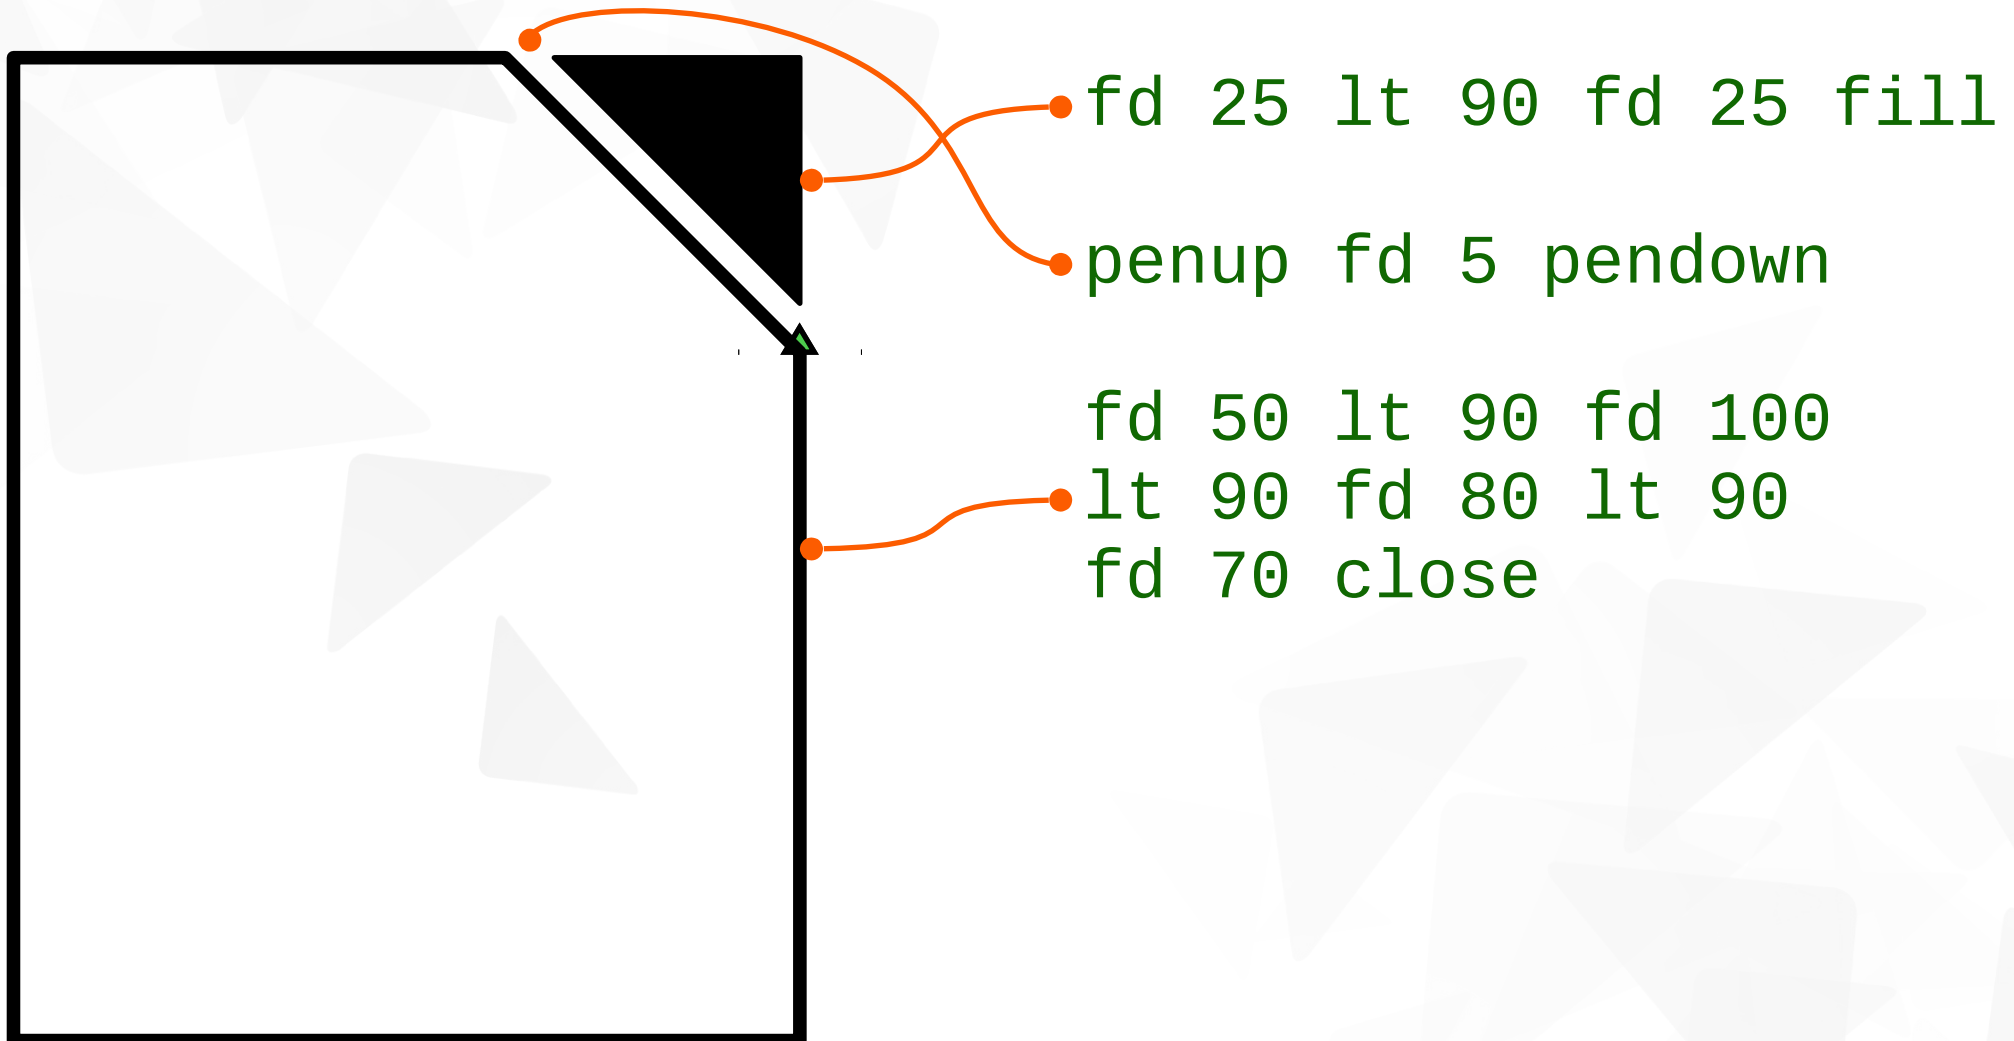 fd 25 lt 90 fd 25 fill
penup fd 5 pendown
fd 50 lt 90 fd 100
lt 90 fd 80 lt 90
fd 70 close